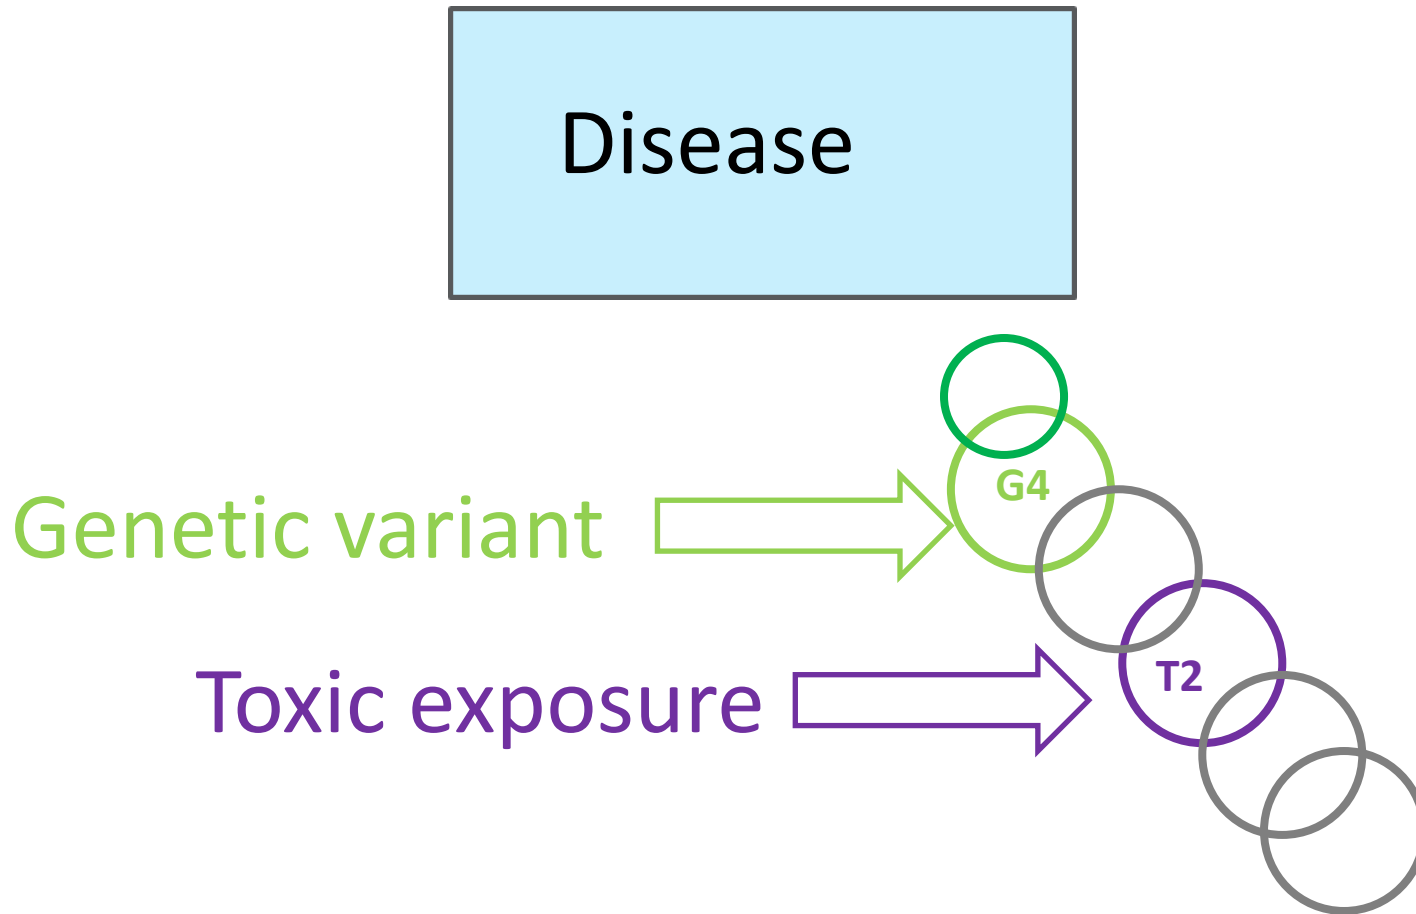 Disease
G4
Genetic variant
T2
Toxic exposure